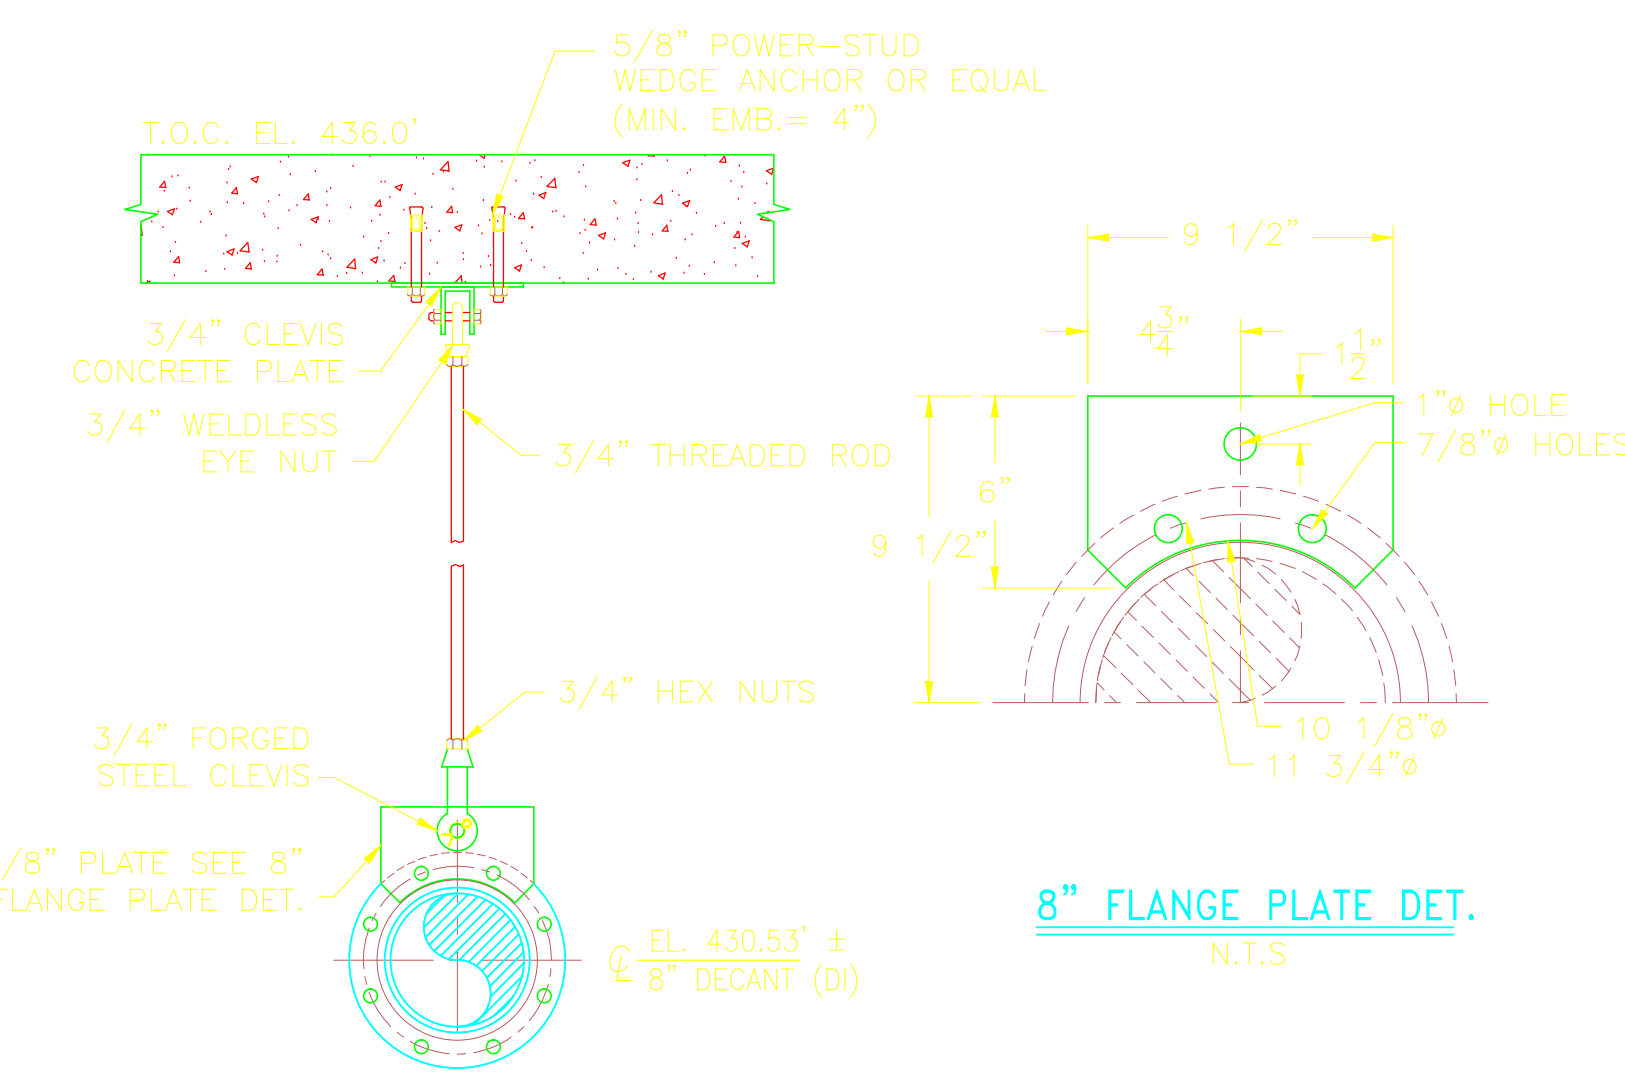 5/8" POWER-STUD
WEDGE ANCHOR OR EQUAL
(MIN. EMB.= 4")
T.O.C. EL. 436.0'
3/4" CLEVIS
CONCRETE PLATE
3/4" WELDLESS
EYE NUT
3/4" THREADED ROD
3/4" HEX NUTS
3/4" FORGED
STEEL CLEVIS
/8" PLATE SEE 8"
FLANGE PLATE DET.
℄ EL. 430.53' ±
8" DECANT (DI)
9 1/2"
4 3/4"
1 1/2"
1"ø HOLE
7/8"ø HOLES
6"
9 1/2"
10 1/8"ø
11 3/4"ø
8" FLANGE PLATE DET.
N.T.S